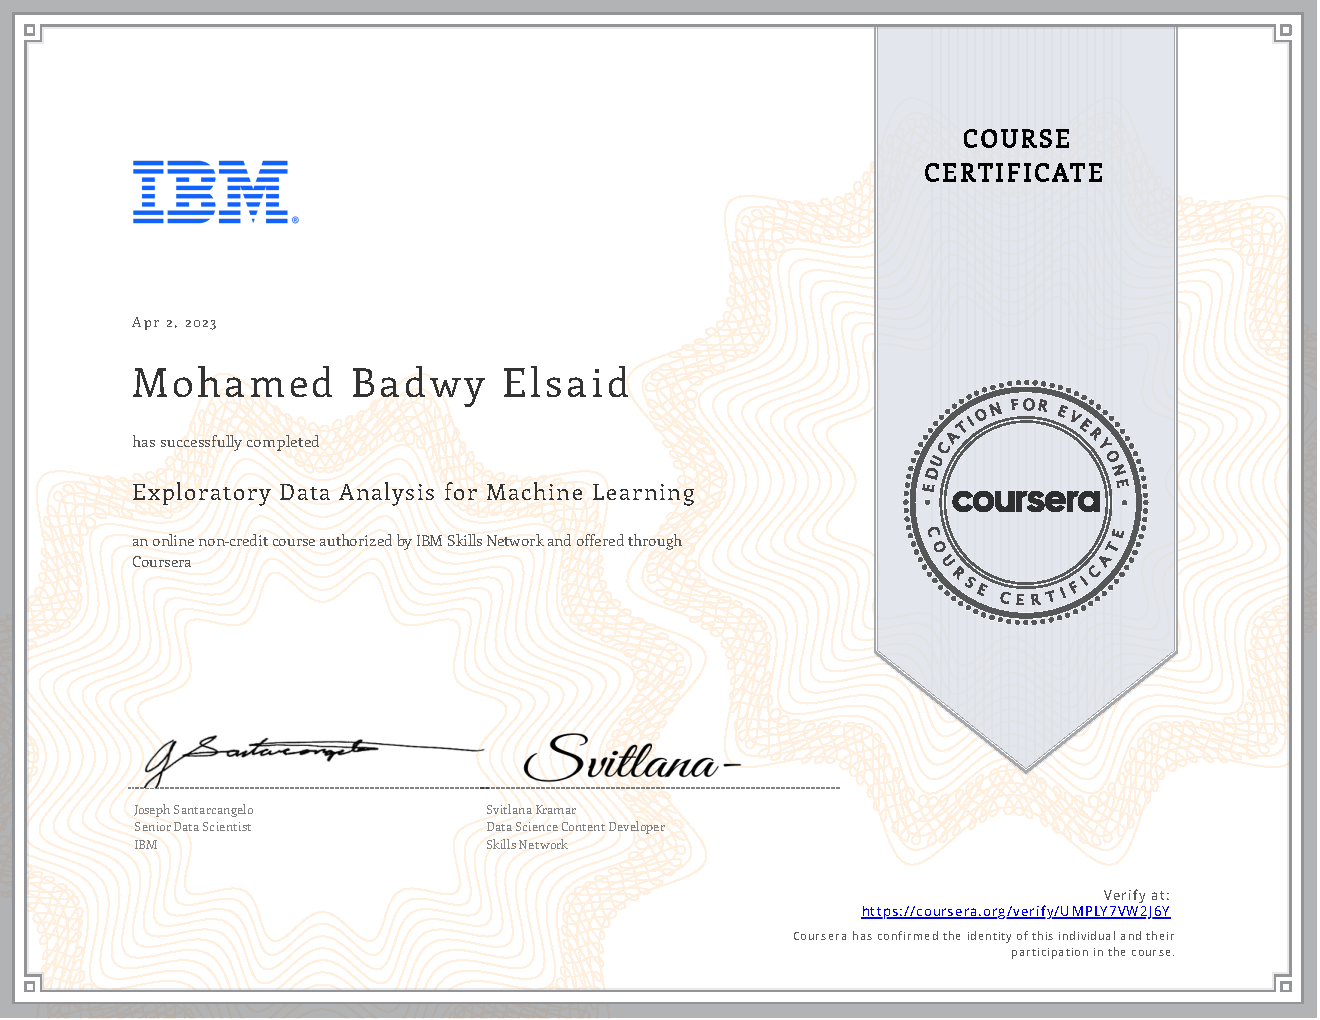 IBM®
COURSE
CERTIFICATE
Apr 2, 2023
Mohamed Badwy Elsaid
has successfully completed
Exploratory Data Analysis for Machine Learning
an online non-credit course authorized by IBM Skills Network and offered through
Coursera
EDUCATION FOR EVERYONE
coursera
COURSE CERTIFICATE
J Santarcangelo
Svitlana
Joseph Santarcangelo
Senior Data Scientist
IBM
Svitlana Kramar
Data Science Content Developer
Skills Network
Verify at:
https://coursera.org/verify/UMPLY7VW2J6Y
Coursera has confirmed the identity of this individual and their
participation in the course.